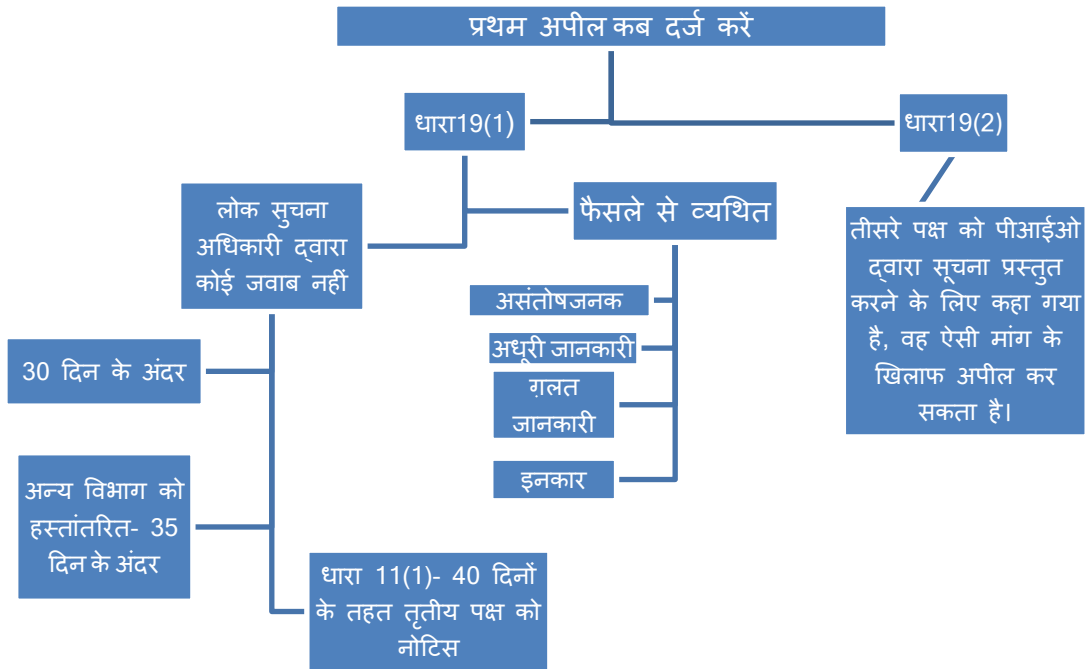 प्रथम अपील कब दर्ज करें
धारा19(1)
धारा19(2)
लोक सुचना
अधिकारी द्वारा
कोई जवाब नहीं
फैसले से व्यथित
तीसरे पक्ष को पीआईओ
द्वारा सूचना प्रस्तुत
करने के लिए कहा गया
है, वह ऐसी मांग के
खिलाफ अपील कर
सकता है।
असंतोषजनक
अधूरी जानकारी
ग़लत
जानकारी
इनकार
30 दिन के अंदर
अन्य विभाग को
हस्तांतरित- 35
दिन के अंदर
धारा 11(1)- 40 दिनों
के तहत तृतीय पक्ष को
नोटिस